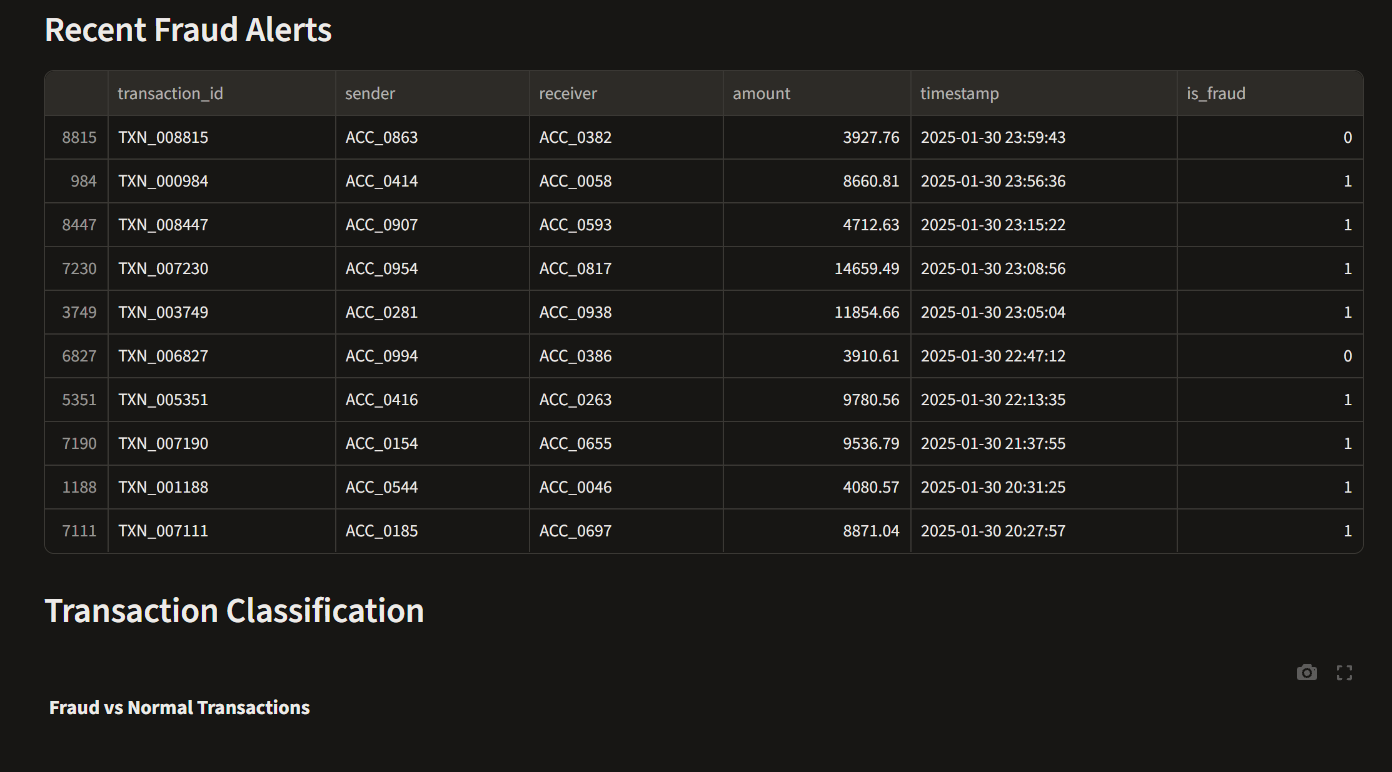 Recent Fraud Alerts
transaction_id sender receiver amount timestamp is_fraud
8815 TXN_008815 ACC_0863 ACC_0382 3927.76 2025-01-30 23:59:43 0
984 TXN_000984 ACC_0414 ACC_0058 8660.81 2025-01-30 23:56:36 1
8447 TXN_008447 ACC_0907 ACC_0593 4712.63 2025-01-30 23:15:22 1
7230 TXN_007230 ACC_0954 ACC_0817 14659.49 2025-01-30 23:08:56 1
3749 TXN_003749 ACC_0281 ACC_0938 11854.66 2025-01-30 23:05:04 1
6827 TXN_006827 ACC_0994 ACC_0386 3910.61 2025-01-30 22:47:12 0
5351 TXN_005351 ACC_0416 ACC_0263 9780.56 2025-01-30 22:13:35 1
7190 TXN_007190 ACC_0154 ACC_0655 9536.79 2025-01-30 21:37:55 1
1188 TXN_001188 ACC_0544 ACC_0046 4080.57 2025-01-30 20:31:25 1
7111 TXN_007111 ACC_0185 ACC_0697 8871.04 2025-01-30 20:27:57 1
Transaction Classification
Fraud vs Normal Transactions